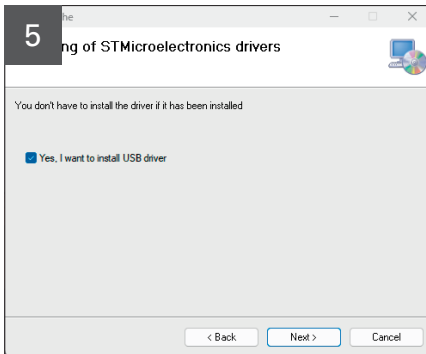 5
he
ng of STMicroelectronics drivers
You don't have to install the driver if it has been installed
Yes, I want to install USB driver
< Back
Next >
Cancel